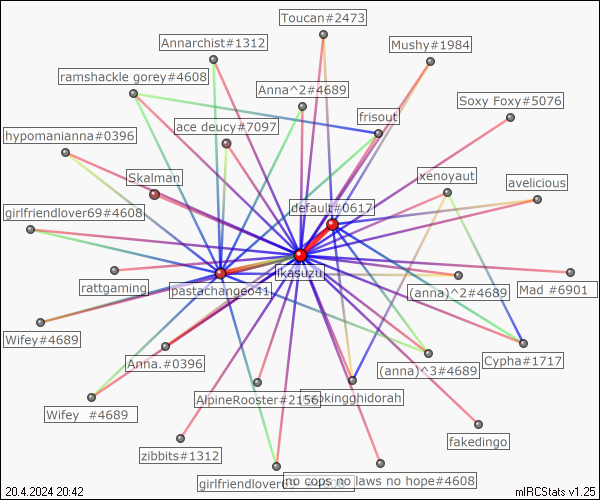 Toucan#2473
Annarchist#1312
Mushy#1984
ramshackle gorey#4608
Anna^2#4689
Soxy Foxy#5076
frisout
ace deucy#7097
hypomanianna#0396
Skalman
xenoyaut
avelicious
default#0617
girlfriendlover69#4608
ikasuzu
rattgaming
pastachangeo41
(anna)^2#4689
Mad #6901
Wifey#4689
Cypha#1717
Anna.#0396
(anna)^3#4689
AlpineRooster#2156
Wifey #4689
fakedingo
zibbits#1312
no cops no laws no hope#4608
20.4.2024 20:42
mIRCStats v1.25